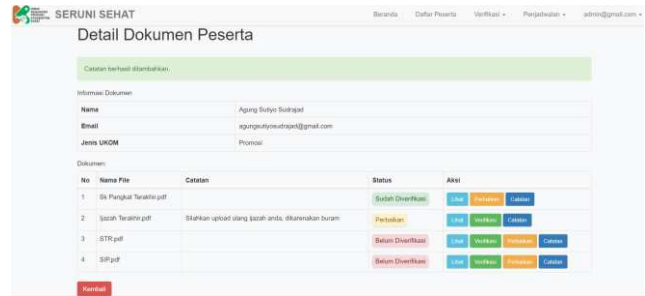 SERUNI SEHAT
Beranda Daftar Peserta Verifikasi Penjadwalan admin@gmail.com
Detail Dokumen Peserta
Catatan berhasil ditambahkan.
Informasi Dokumen
Nama Agung Sutiyo Sudrajad
Email agungsutiyosudrajad@gmail.com
Jenis UKOM Promosi
Dokumen:
No Nama File Catatan Status Aksi
1 Sk Pangkat Terakhir.pdf Sudah Diverifikasi Lihat Perbaikan Catatan
2 Ijazah Terakhir.pdf Silahkan upload ulang ijazah anda, dikarenakan buram Perbaikan Lihat Verifikasi Catatan
3 STR.pdf Belum Diverifikasi Lihat Verifikasi Perbaikan Catatan
4 SIP.pdf Belum Diverifikasi Lihat Verifikasi Perbaikan Catatan
Kembali